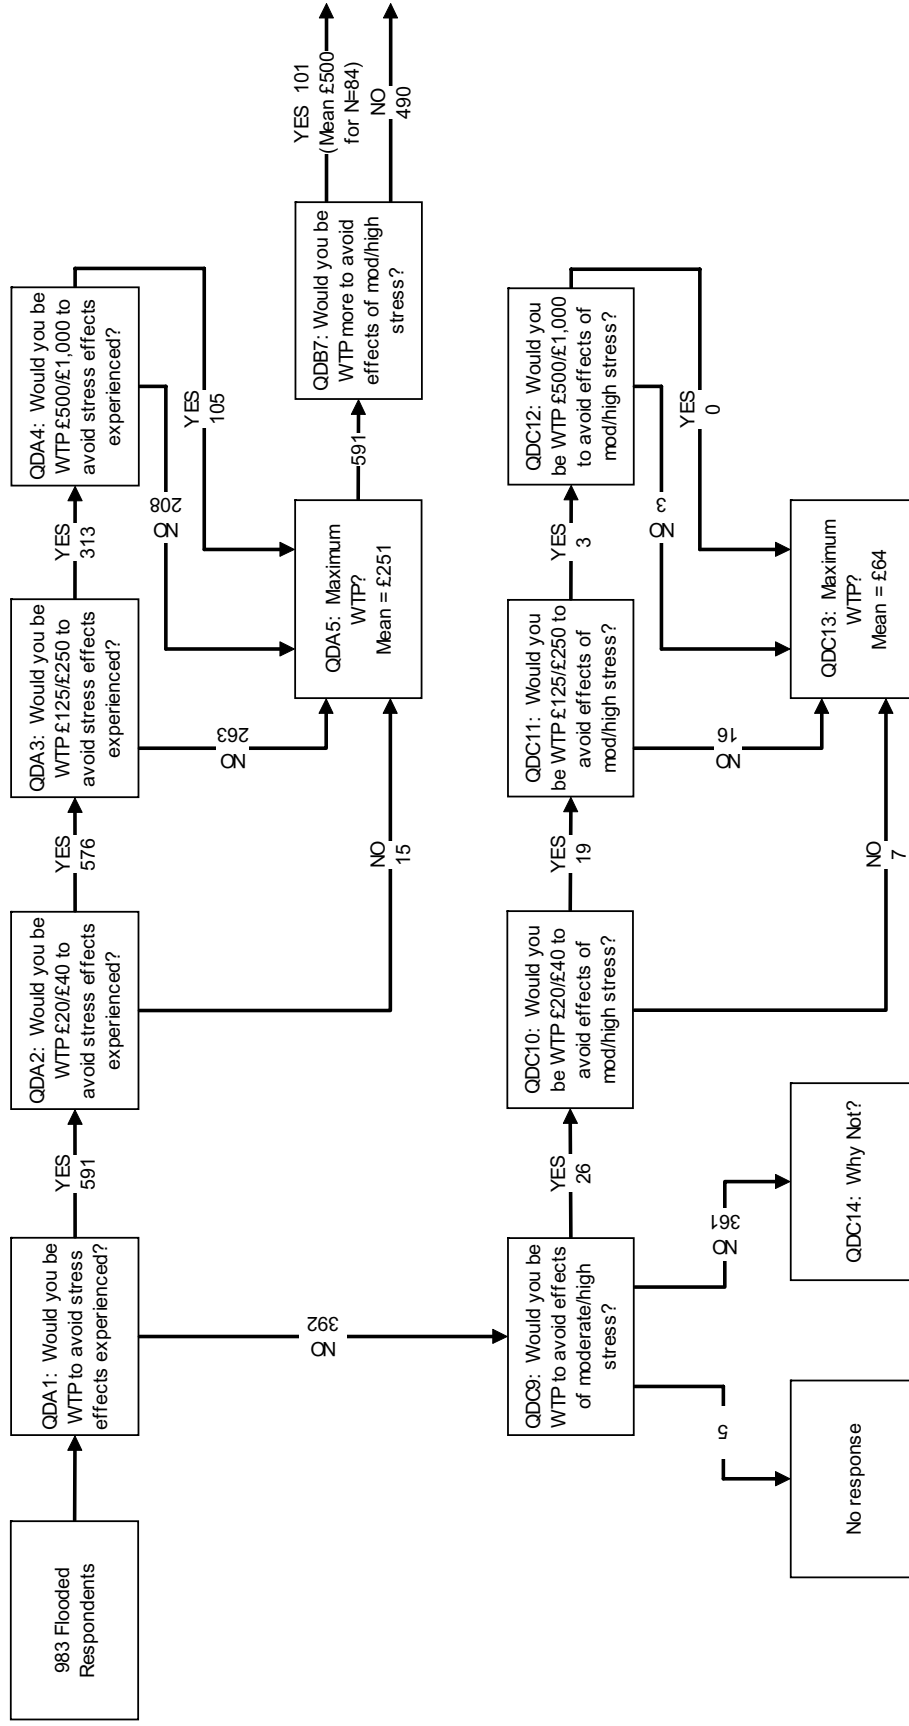 983 Flooded
Respondents
QDA1:  Would you be
WTP to avoid stress
effects experienced?
YES
591
QDA2:  Would you be
WTP £20/£40 to
avoid stress effects
experienced?
YES
576
QDA3:  Would you be
WTP £125/£250 to
avoid stress effects
experienced?
YES
313
QDA4:  Would you be
WTP £500/£1,000 to
avoid stress effects
experienced?
NO
392
NO
15
NO
263
NO
208
YES
105
QDA5:  Maximum
WTP?
Mean = £251
591
QDB7: Would you be
WTP more to avoid
effects of mod/high
stress?
YES  101
(Mean £500
for N=84)
NO
490
QDC9:  Would you be
WTP to avoid effects
of moderate/high
stress?
YES
26
QDC10:  Would you
be WTP £20/£40 to
avoid effects of
mod/high stress?
YES
19
QDC11:  Would you
be WTP £125/£250 to
avoid effects of
mod/high stress?
YES
3
QDC12:  Would you
be WTP £500/£1,000
to avoid effects of
mod/high stress?
5
NO
361
NO
7
NO
16
NO
3
YES
0
No response
QDC14:  Why Not?
QDC13:  Maximum
WTP?
Mean = £64